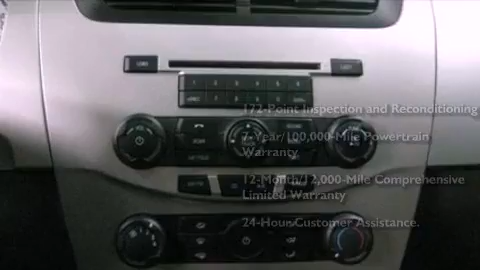 172-Point Inspection and Reconditioning
7-Year/100,000-Mile Powertrain
Warranty
12-Month/12,000-Mile Comprehensive
Limited Warranty
24-Hour Customer Assistance.